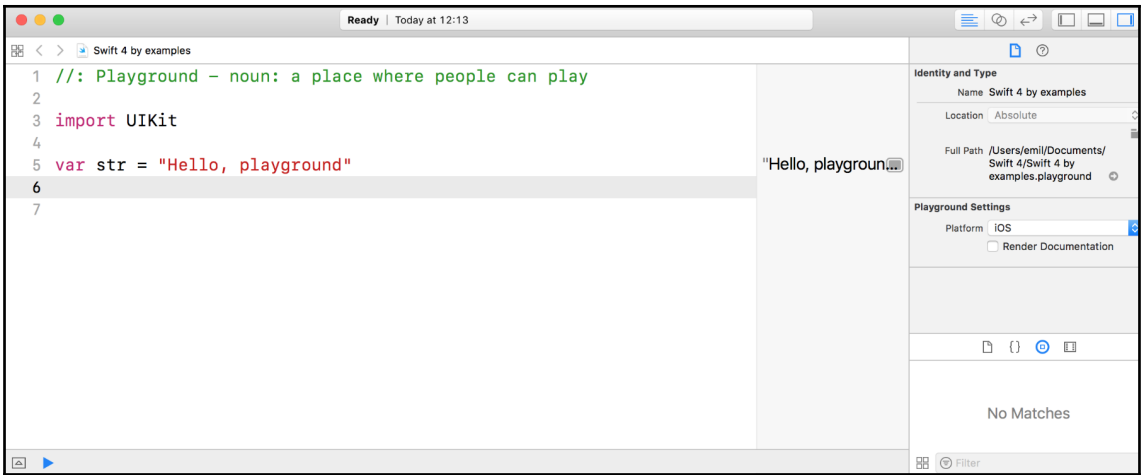 Ready | Today at 12:13
Swift 4 by examples
1 //: Playground - noun: a place where people can play
2
3 import UIKit
4
5 var str = "Hello, playground"
6
7
"Hello, playgroun...
Identity and Type
Name Swift 4 by examples
Location Absolute
Full Path /Users/emil/Documents/
Swift 4/Swift 4 by
examples.playground
Playground Settings
Platform iOS
Render Documentation
{}
No Matches
Filter